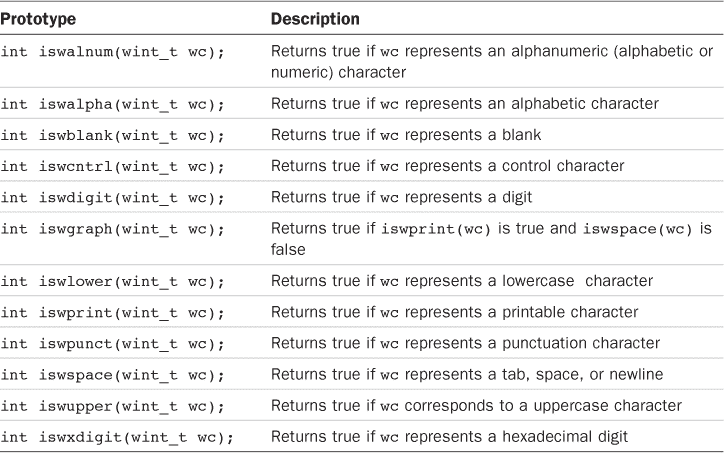 Prototype Description
int iswalnum(wint_t wc); Returns true if wc represents an alphanumeric (alphabetic or
numeric) character
int iswalpha(wint_t wc); Returns true if wc represents an alphabetic character
int iswblank(wint_t wc); Returns true if wc represents a blank
int iswcntrl(wint_t wc); Returns true if wc represents a control character
int iswdigit(wint_t wc); Returns true if wc represents a digit
int iswgraph(wint_t wc); Returns true if iswprint(wc) is true and iswspace(wc) is
false
int iswlower(wint_t wc); Returns true if wc represents a lowercase character
int iswprint(wint_t wc); Returns true if wc represents a printable character
int iswpunct(wint_t wc); Returns true if wc represents a punctuation character
int iswspace(wint_t wc); Returns true if wc represents a tab, space, or newline
int iswupper(wint_t wc); Returns true if wc corresponds to a uppercase character
int iswxdigit(wint_t wc); Returns true if wc represents a hexadecimal digit